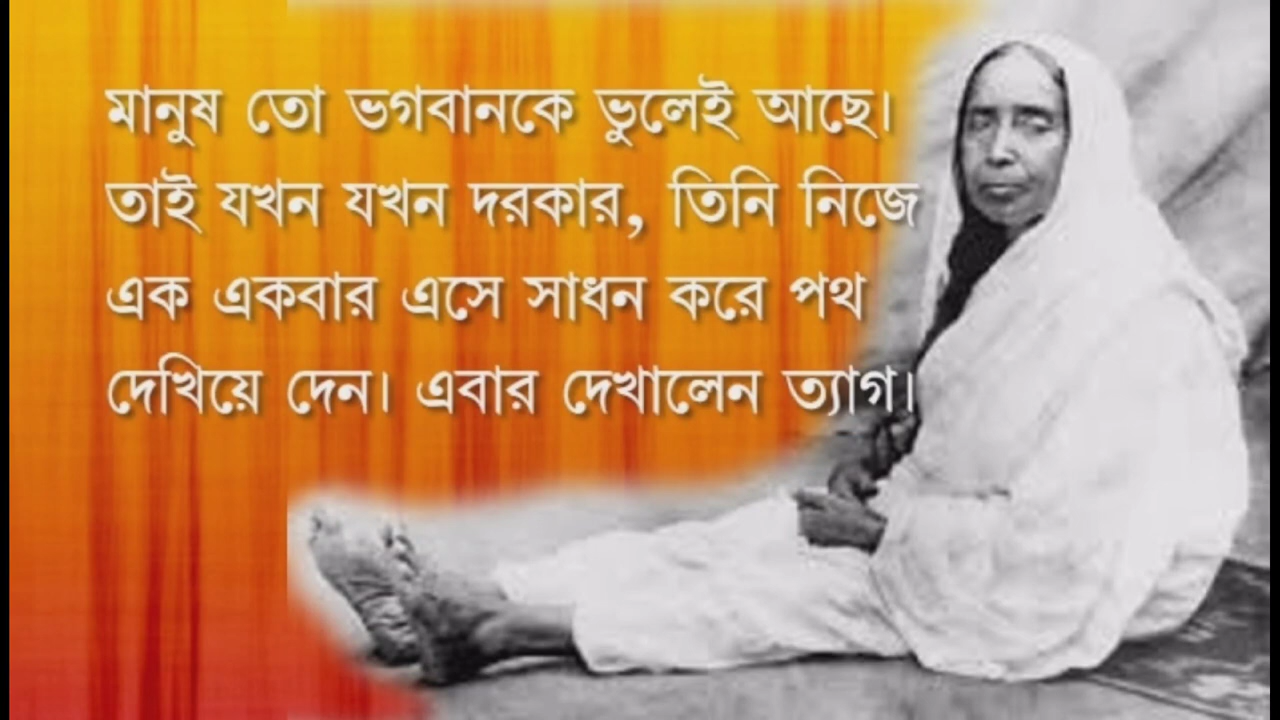 মানুষ তো ভগবানকে ভুলেই আছে।
তাই যখন যখন দরকার, তিনি নিজে
এক একবার এসে সাধন করে পথ
দেখিয়ে দেন। এবার দেখালেন ত্যাগ।